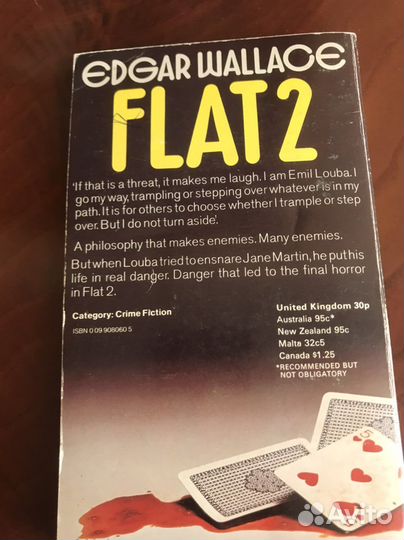 EDGAR WALLACE
FLAT 2
'If that is a threat, it makes me laugh. I am Emil Louba. I
go my way, trampling or stepping over whatever is in my
path. It is for others to choose whether I trample or step
over. But I do not turn aside'.
A philosophy that makes enemies. Many enemies.
But when Louba tried to ensnare Jane Martin, he put his
life in real danger. Danger that led to the final horror
in Flat 2.
Category: Crime Fiction
ISBN 0 09 908060 5
United Kingdom 30p
Australia 95c*
New Zealand 95c
Malta 32c5
Canada $1.25
*RECOMMENDED BUT
NOT OBLIGATORY
5
Avito